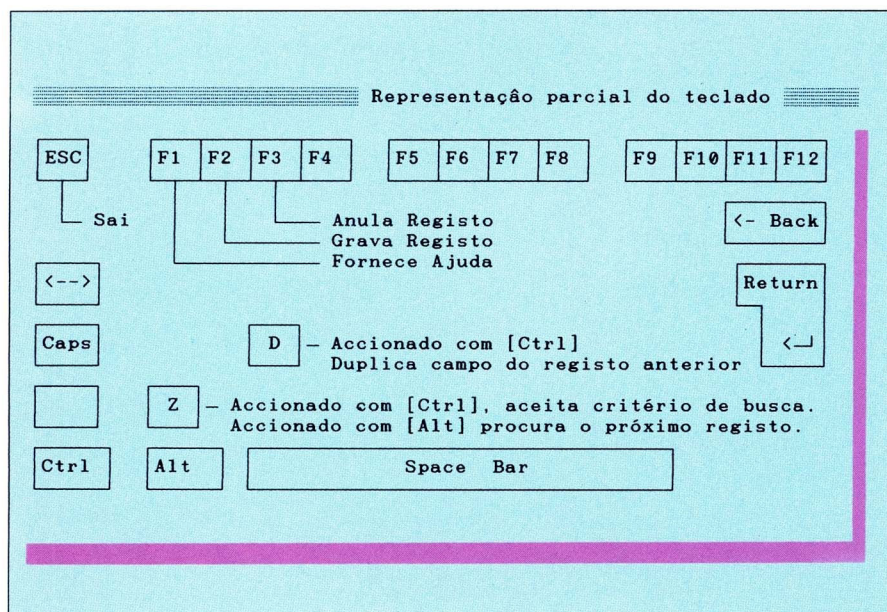 Representaçâo parcial do teclado
ESC F1 F2 F3 F4 F5 F6 F7 F8 F9 F10 F11 F12
Sai
Anula Registo
Grava Registo
Fornece Ajuda
<- Back
<-->
Return
Caps
D – Accionado com [Ctrl]
Duplica campo do registo anterior
Z – Accionado com [Ctrl], aceita critério de busca.
Accionado com [Alt] procura o próximo registo.
Ctrl Alt Space Bar